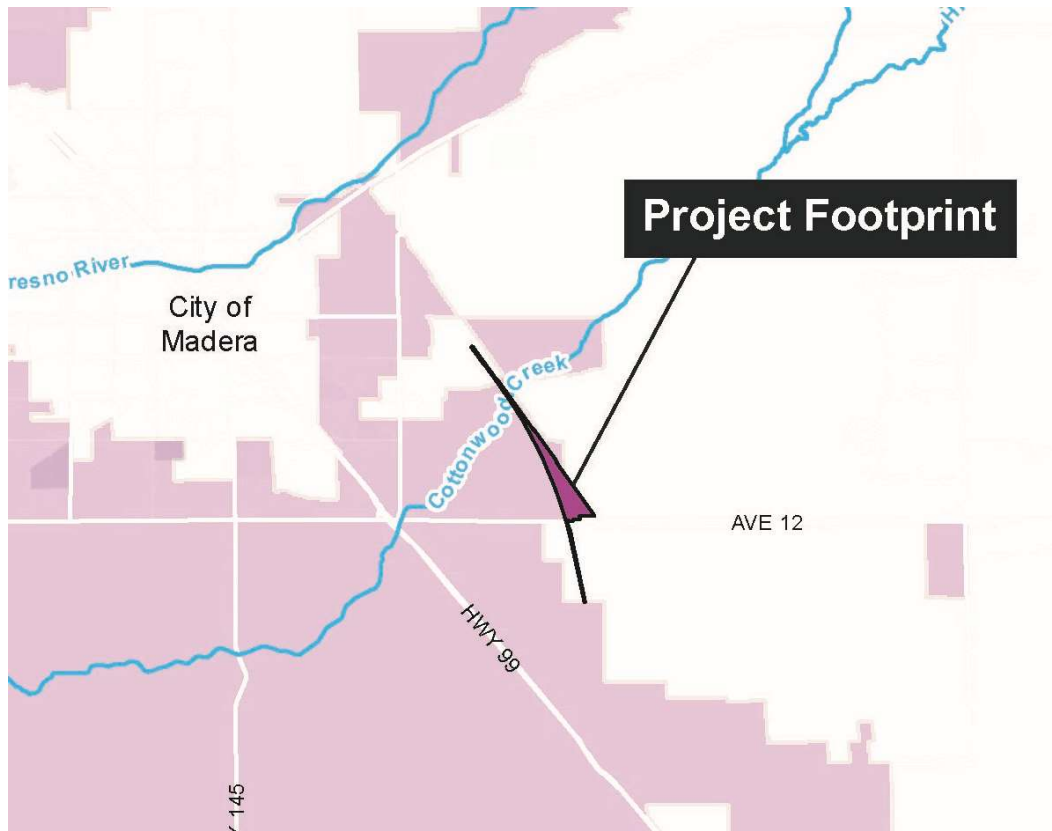 Project Footprint
resno River
City of
Madera
Cottonwood Creek
AVE 12
HWY 99
145